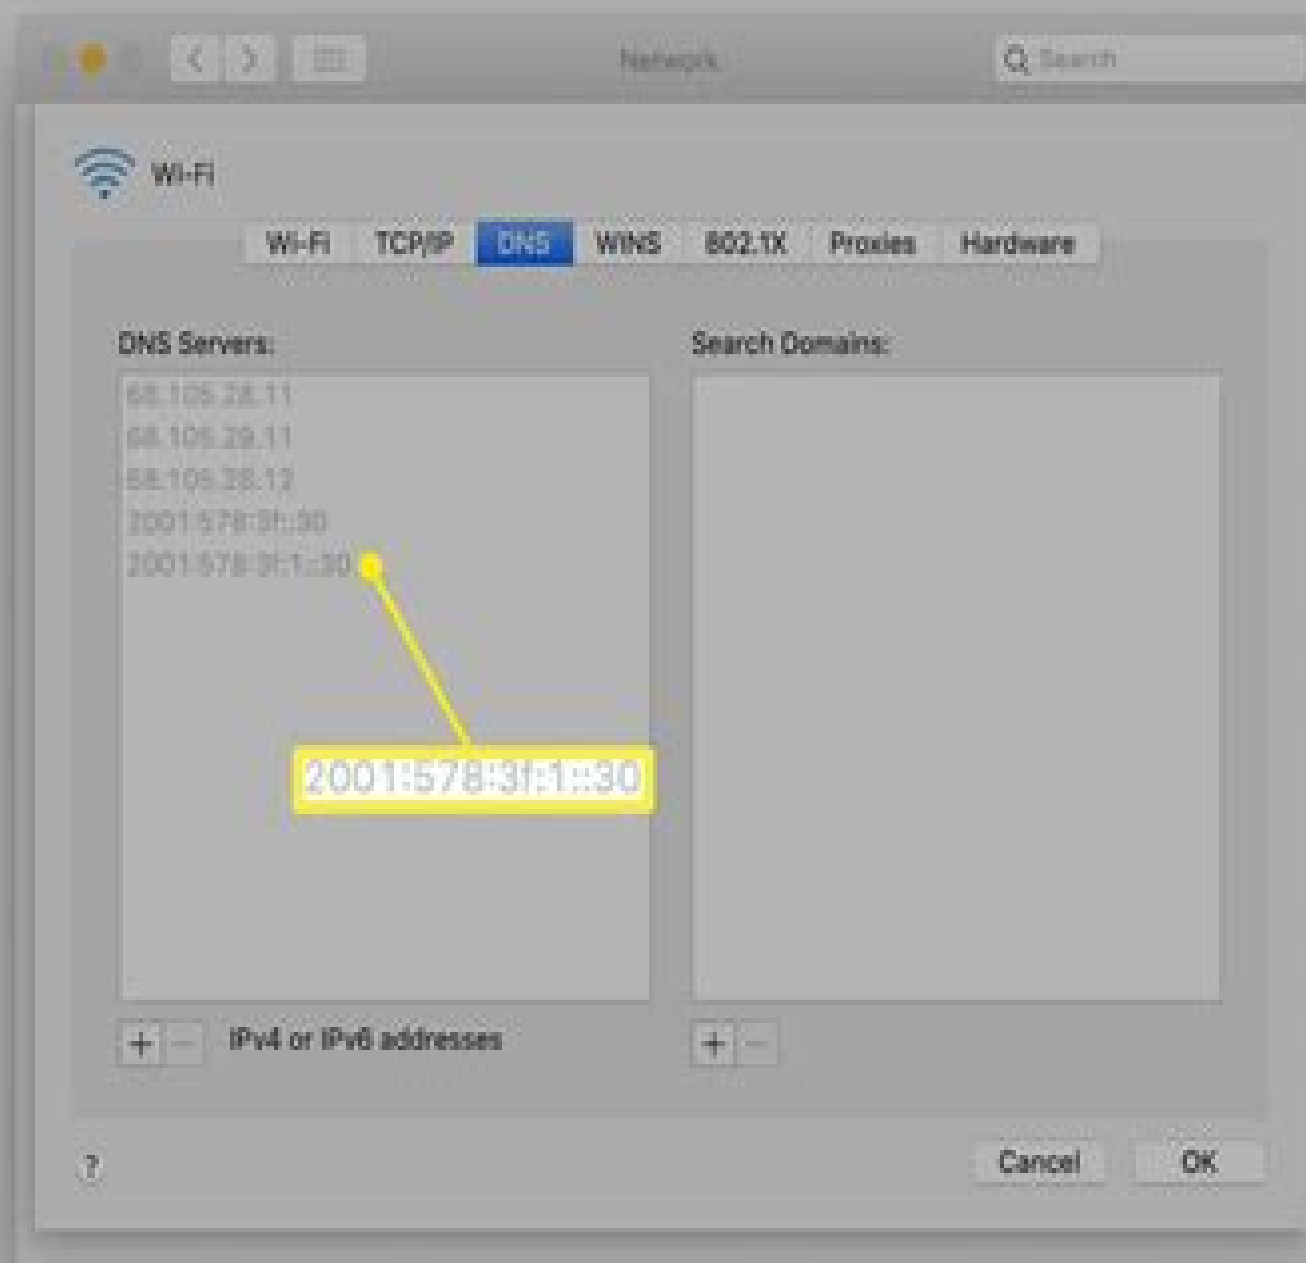 Network
Search
Wi-Fi
Wi-Fi TCP/IP DNS WINS 802.1X Proxies Hardware
DNS Servers:
Search Domains:
68.105.28.11
68.105.29.11
68.105.28.12
2001:578:3f::30
2001:578:3f:1::30
2001:578:3f:1::30
+ − IPv4 or IPv6 addresses
+ −
? Cancel OK